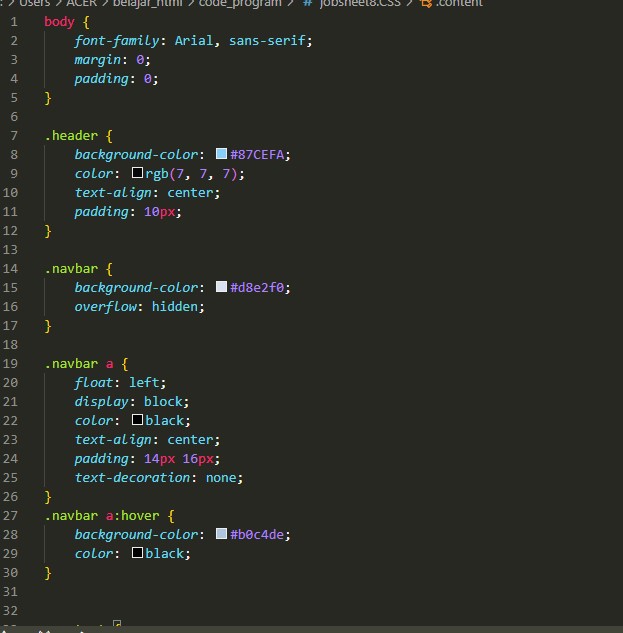 : > Users > ACER > belajar_html > code_program > # jobsheet8.CSS > .content
1 body {
2 font-family: Arial, sans-serif;
3 margin: 0;
4 padding: 0;
5 }
6
7 .header {
8 background-color: #87CEFA;
9 color: rgb(7, 7, 7);
10 text-align: center;
11 padding: 10px;
12 }
13
14 .navbar {
15 background-color: #d8e2f0;
16 overflow: hidden;
17 }
18
19 .navbar a {
20 float: left;
21 display: block;
22 color: black;
23 text-align: center;
24 padding: 14px 16px;
25 text-decoration: none;
26 }
27 .navbar a:hover {
28 background-color: #b0c4de;
29 color: black;
30 }
31
32